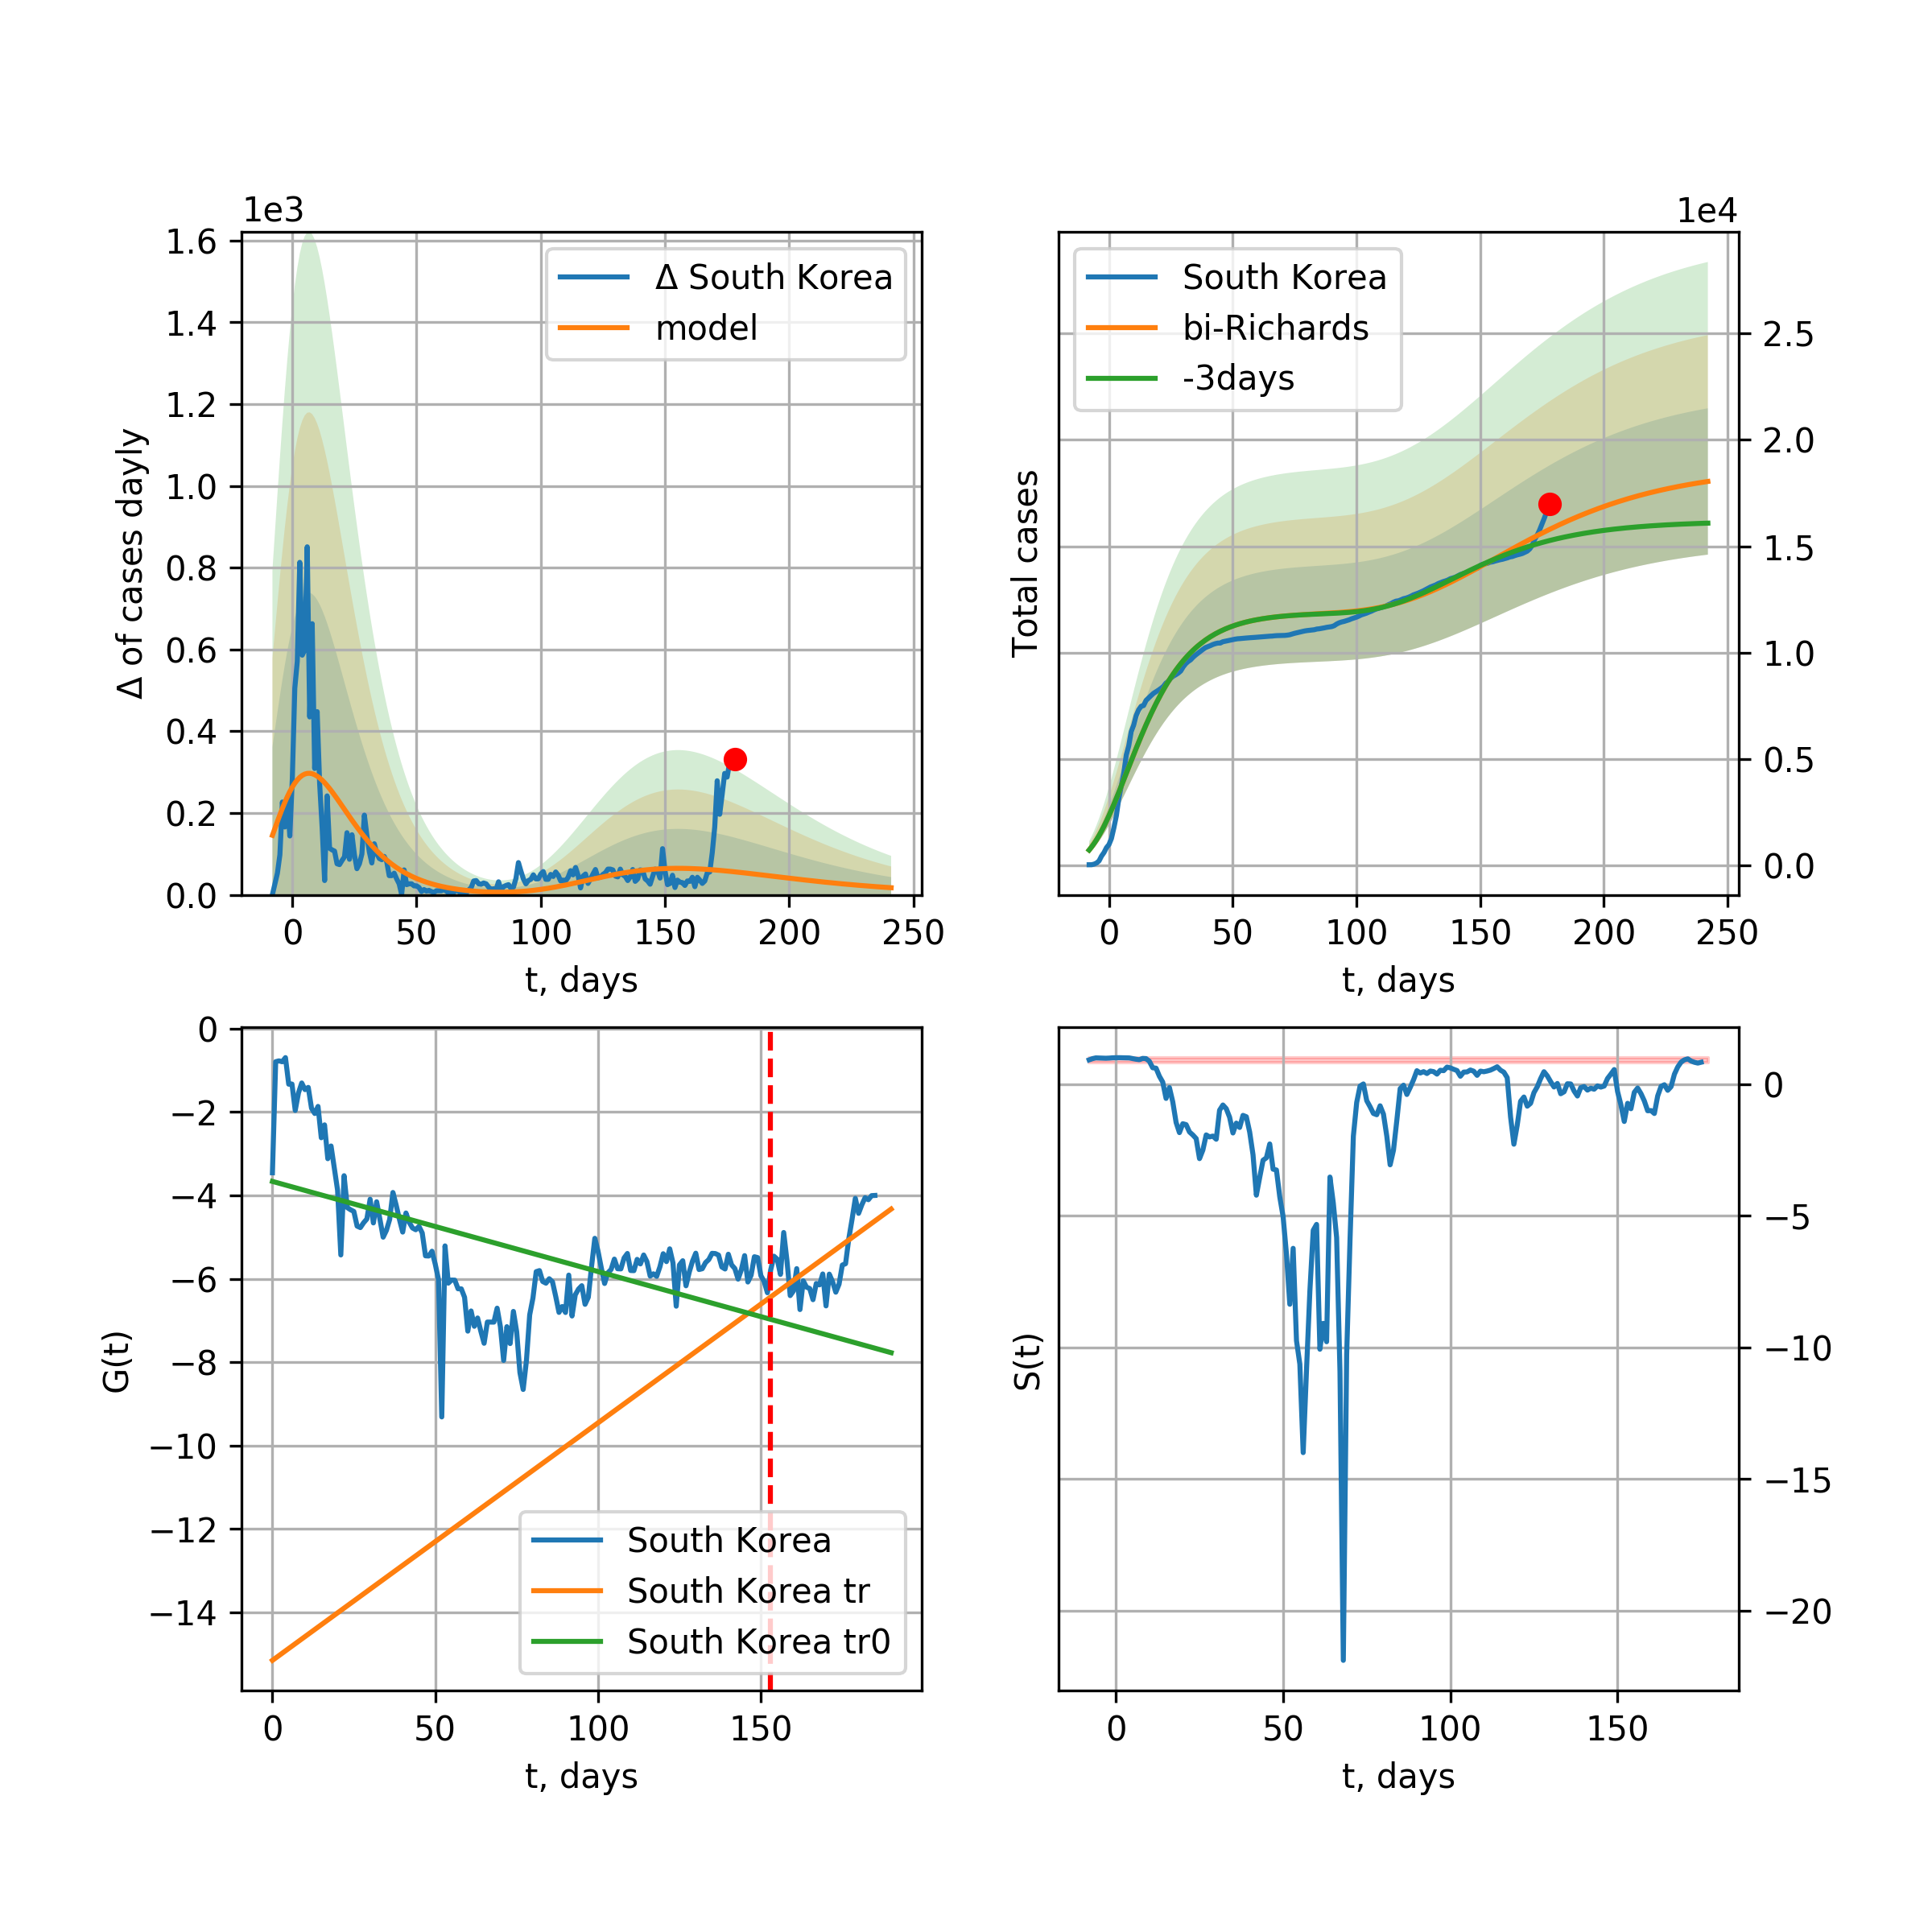 1e3
1.6
1.4
1.2
1.0
0.8
0.6
0.4
0.2
0.0
Δ of cases dayly
Δ South Korea
model
0 50 100 150 200 250
t, days
1e4
South Korea
bi-Richards
-3days
Total cases
2.5
2.0
1.5
1.0
0.5
0.0
0 50 100 150 200 250
t, days
0
−2
−4
−6
−8
−10
−12
−14
G(t)
South Korea
South Korea tr
South Korea tr0
0 50 100 150
t, days
S(t)
0
−5
−10
−15
−20
0 50 100 150
t, days